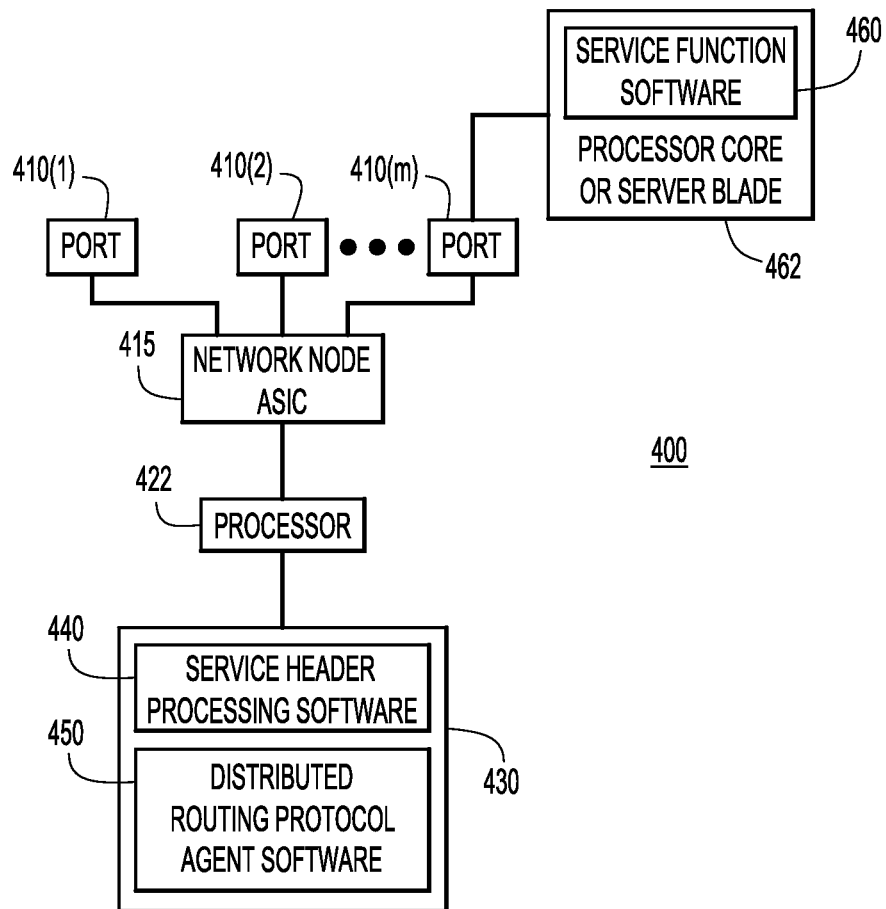 460
SERVICE FUNCTION
SOFTWARE
PROCESSOR CORE
OR SERVER BLADE
462
410(1)
410(2)
410(m)
PORT
PORT
PORT
415
NETWORK NODE
ASIC
400
422
PROCESSOR
440
SERVICE HEADER
PROCESSING SOFTWARE
450
DISTRIBUTED
ROUTING PROTOCOL
AGENT SOFTWARE
430